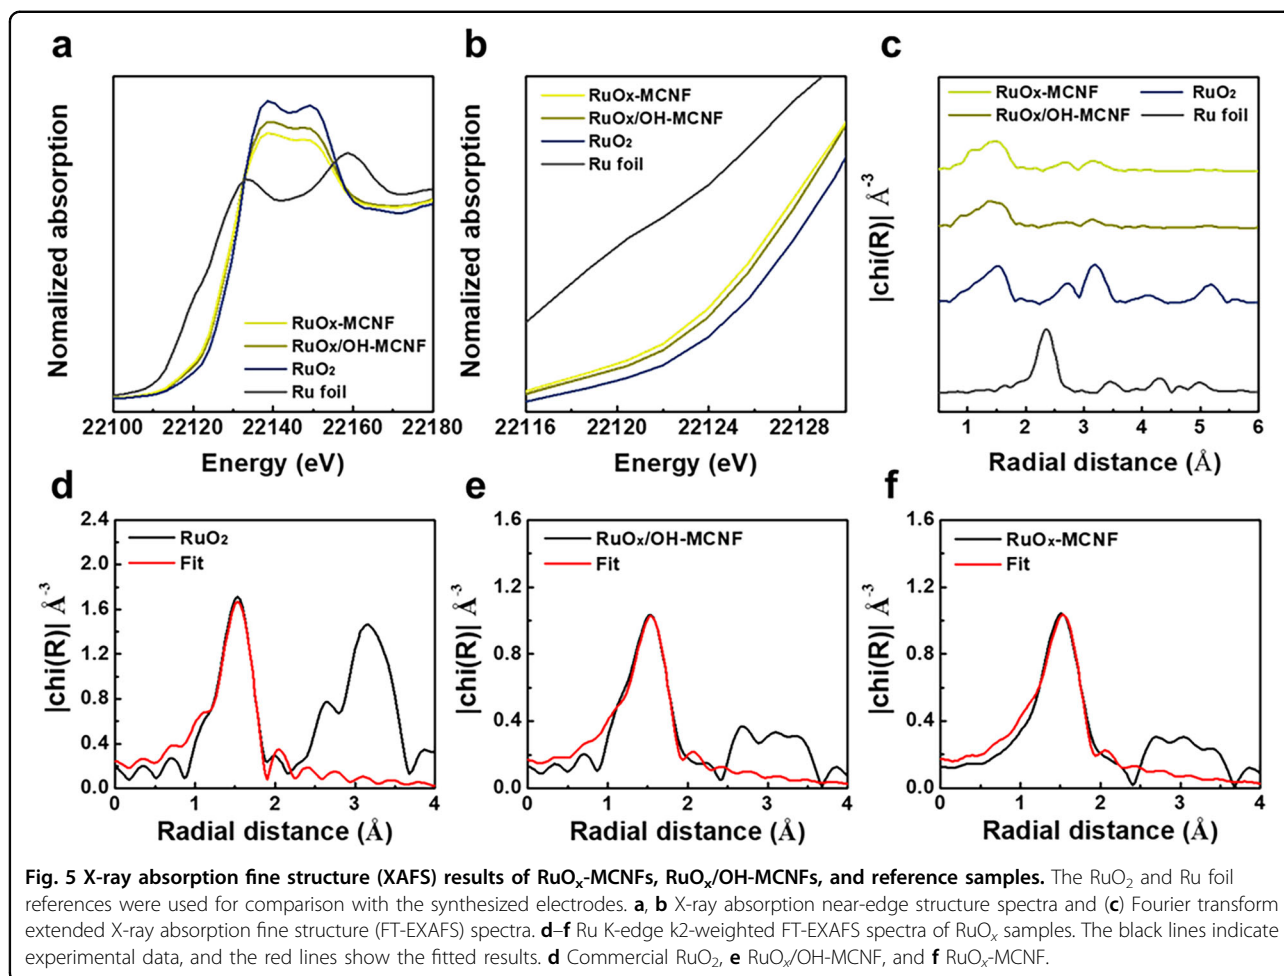 a
Nomalized absorption
RuOx-MCNF
RuOx/OH-MCNF
RuO2
Ru foil
22100 22120 22140 22160 22180
Energy (eV)
b
Nomalized absorption
RuOx-MCNF
RuOx/OH-MCNF
RuO2
Ru foil
22116 22120 22124 22128
Energy (eV)
c
|chi(R)| Å-3
RuOx-MCNF RuO2
RuOx/OH-MCNF Ru foil
1 2 3 4 5 6
Radial distance (Å)
d
|chi(R)| Å-3
2.4
2.0
1.6
1.2
0.8
0.4
0.0
RuO2
Fit
0 1 2 3 4
Radial distance (Å)
e
|chi(R)| Å-3
1.6
1.2
0.8
0.4
0.0
RuOx/OH-MCNF
Fit
0 1 2 3 4
Radial distance (Å)
f
|chi(R)| Å-3
1.6
1.2
0.8
0.4
0.0
RuOx-MCNF
Fit
0 1 2 3 4
Radial distance (Å)
Fig. 5 X-ray absorption fine structure (XAFS) results of RuOx-MCNFs, RuOx/OH-MCNFs, and reference samples. The RuO2 and Ru foil
references were used for comparison with the synthesized electrodes. a, b X-ray absorption near-edge structure spectra and (c) Fourier transform
extended X-ray absorption fine structure (FT-EXAFS) spectra. d–f Ru K-edge k2-weighted FT-EXAFS spectra of RuOx samples. The black lines indicate
experimental data, and the red lines show the fitted results. d Commercial RuO2, e RuOx/OH-MCNF, and f RuOx-MCNF.